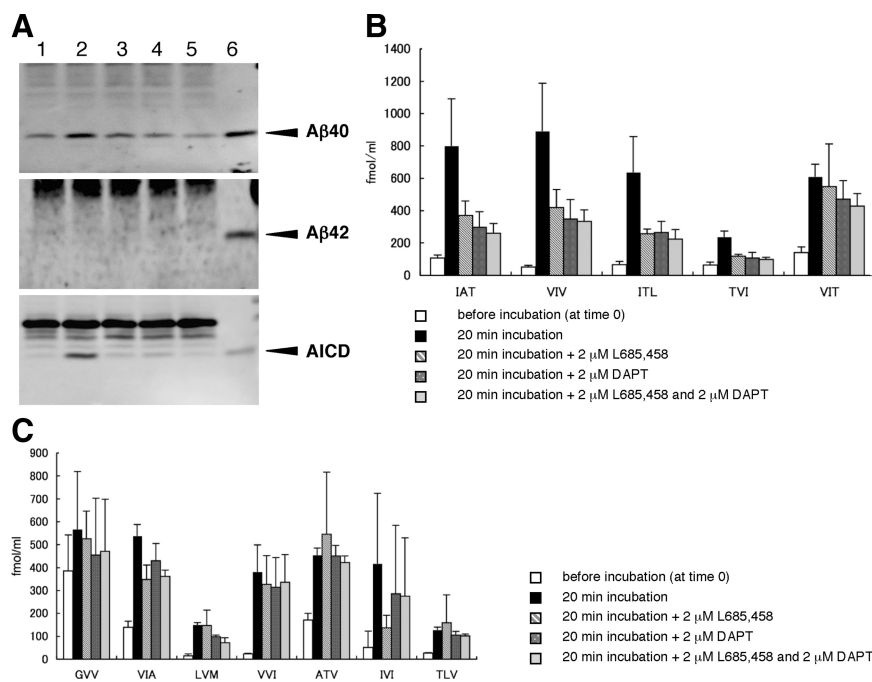 A
1 2 3 4 5 6
Aβ40
Aβ42
AICD
B
1400
1200
1000
800
600
400
200
0
fmol/ml
IAT VIV ITL TVI VIT
before incubation (at time 0)
20 min incubation
20 min incubation + 2 μM L685,458
20 min incubation + 2 μM DAPT
20 min incubation + 2 μM L685,458 and 2 μM DAPT
C
900
800
700
600
500
400
300
200
100
0
fmol/ml
GVV VIA LVM VVI ATV IVI TLV
before incubation (at time 0)
20 min incubation
20 min incubation + 2 μM L685,458
20 min incubation + 2 μM DAPT
20 min incubation + 2 μM L685,458 and 2 μM DAPT